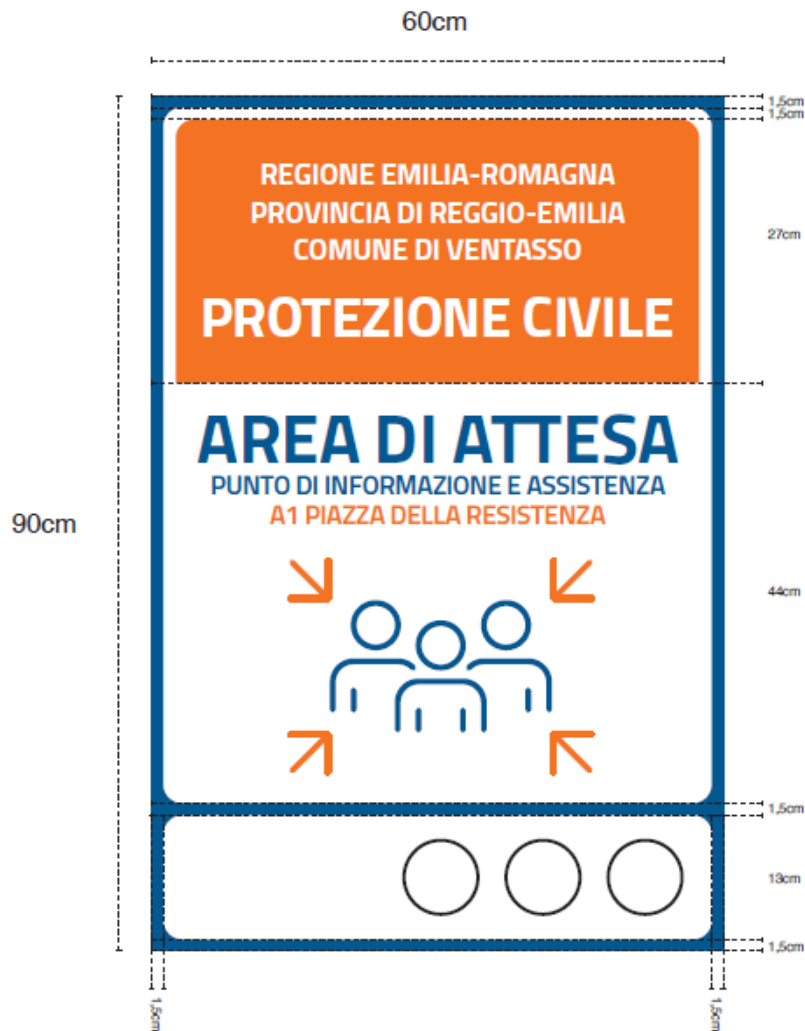 60cm
1,5cm
1,5cm
REGIONE EMILIA-ROMAGNA
PROVINCIA DI REGGIO-EMILIA
COMUNE DI VENTASSO
27cm
PROTEZIONE CIVILE
AREA DI ATTESA
PUNTO DI INFORMAZIONE E ASSISTENZA
A1 PIAZZA DELLA RESISTENZA
90cm
44cm
1,5cm
13cm
1,5cm
1,5cm
1,5cm